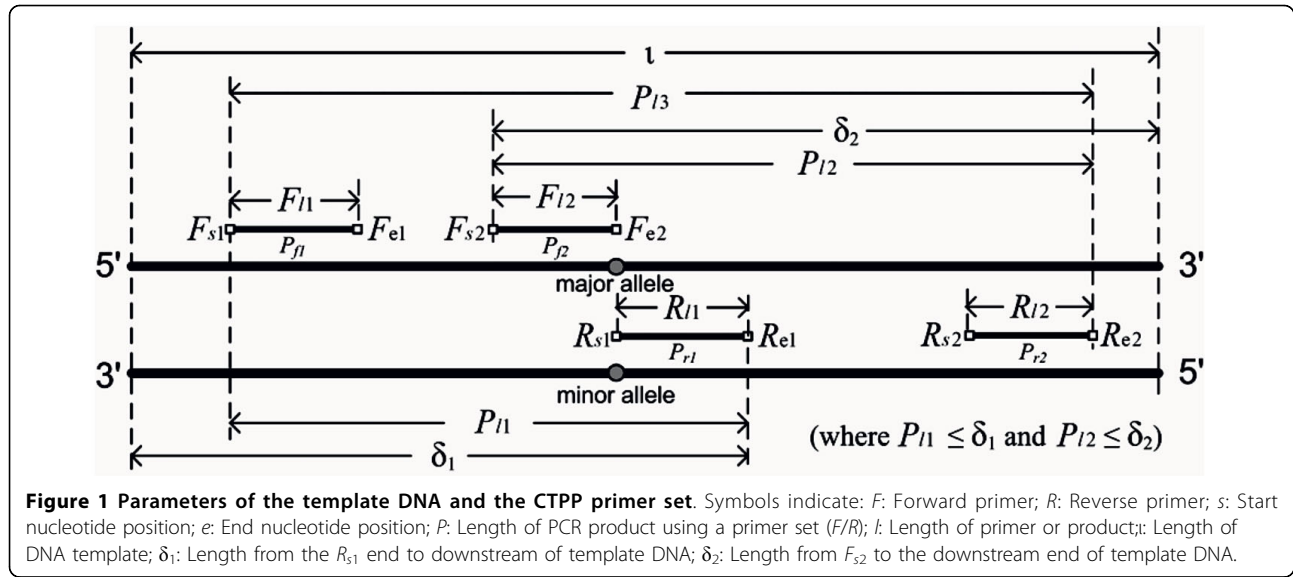 ι
P_l3
δ_2
P_l2
F_l1 F_l2
F_s1 F_e1 F_s2 F_e2
P_f1 P_f2
5' 3'
major allele
R_l1 R_l2
R_s1 R_e1 R_s2 R_e2
P_r1 P_r2
3' 5'
minor allele
P_l1 (where P_l1 ≤ δ_1 and P_l2 ≤ δ_2)
δ_1
Figure 1 Parameters of the template DNA and the CTPP primer set. Symbols indicate: F: Forward primer; R: Reverse primer; s: Start
nucleotide position; e: End nucleotide position; P: Length of PCR product using a primer set (F/R); l: Length of primer or product;ι: Length of
DNA template; δ_1: Length from the R_s1 end to downstream of template DNA; δ_2: Length from F_s2 to the downstream end of template DNA.